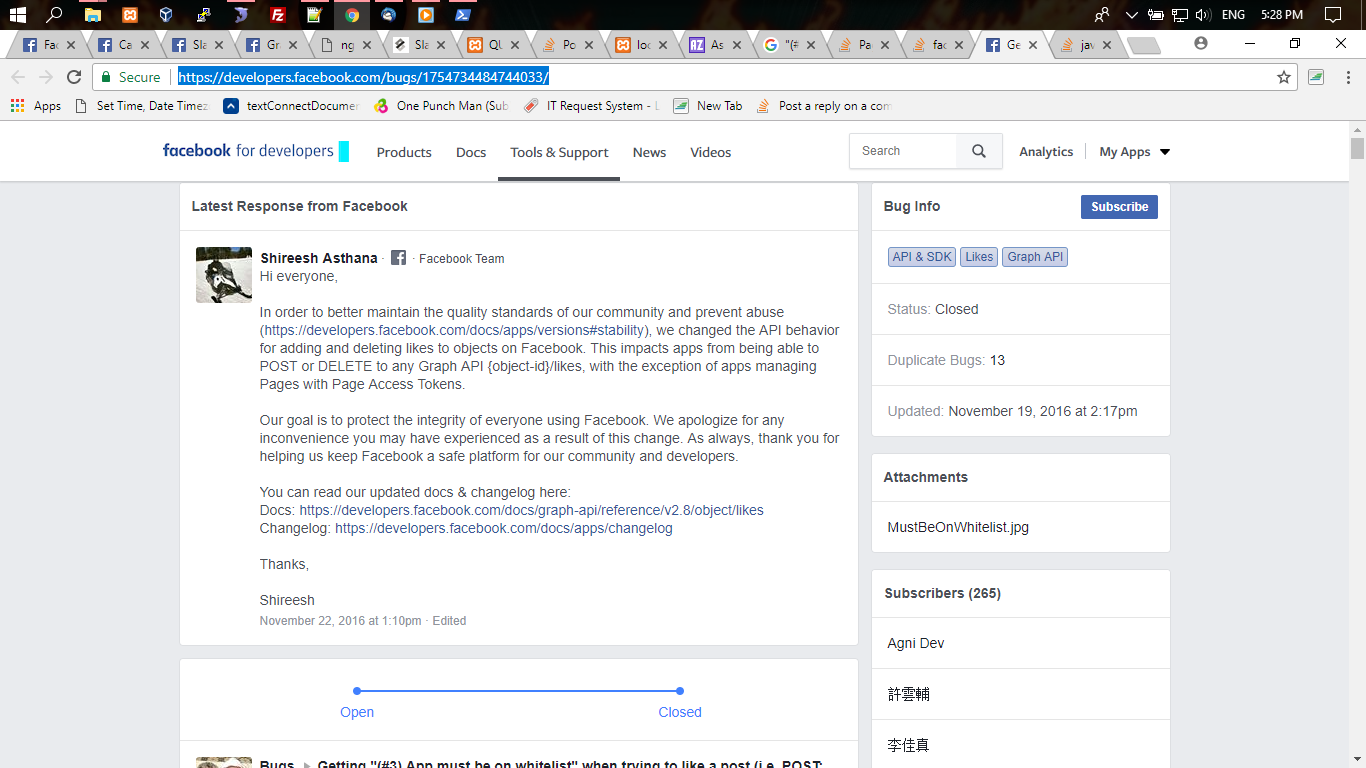 ENG 5:28 PM
Fac
Ca
Sla
Gr
ng
Sla
QU
Po
loc
As
"(#
Pa
fac
Ge
jav
Secure
https://developers.facebook.com/bugs/1754734484744033/
Apps
Set Time, Date Timez
textConnectDocumen
One Punch Man (Sub
IT Request System - L
New Tab
Post a reply on a com
facebook for developers
Products
Docs
Tools & Support
News
Videos
Search
Analytics
My Apps
Latest Response from Facebook
Shireesh Asthana · · Facebook Team
Hi everyone,
In order to better maintain the quality standards of our community and prevent abuse
(https://developers.facebook.com/docs/apps/versions#stability), we changed the API behavior
for adding and deleting likes to objects on Facebook. This impacts apps from being able to
POST or DELETE to any Graph API {object-id}/likes, with the exception of apps managing
Pages with Page Access Tokens.
Our goal is to protect the integrity of everyone using Facebook. We apologize for any
inconvenience you may have experienced as a result of this change. As always, thank you for
helping us keep Facebook a safe platform for our community and developers.
You can read our updated docs & changelog here:
Docs: https://developers.facebook.com/docs/graph-api/reference/v2.8/object/likes
Changelog: https://developers.facebook.com/docs/apps/changelog
Thanks,
Shireesh
November 22, 2016 at 1:10pm · Edited
Open
Closed
Bugs Getting "(#3) App must be on whitelist" when trying to like a post (i.e. POST:
Bug Info
Subscribe
API & SDK
Likes
Graph API
Status: Closed
Duplicate Bugs: 13
Updated: November 19, 2016 at 2:17pm
Attachments
MustBeOnWhitelist.jpg
Subscribers (265)
Agni Dev
許雲輔
李佳真